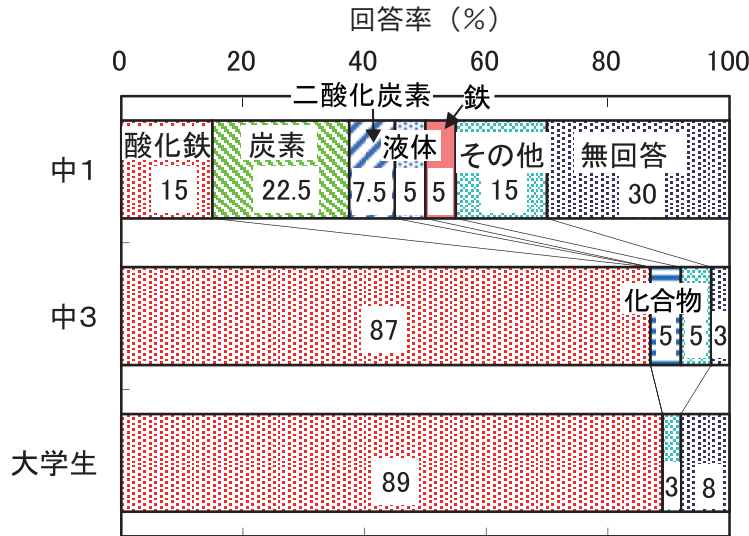 回答率（%）
0 20 40 60 80 100
二酸化炭素 鉄
酸化鉄 炭素 液体 その他 無回答
中1
15 22.5 7.5 5 5 15 30
化合物
中3
87 5 5 3
大学生
89 3 8